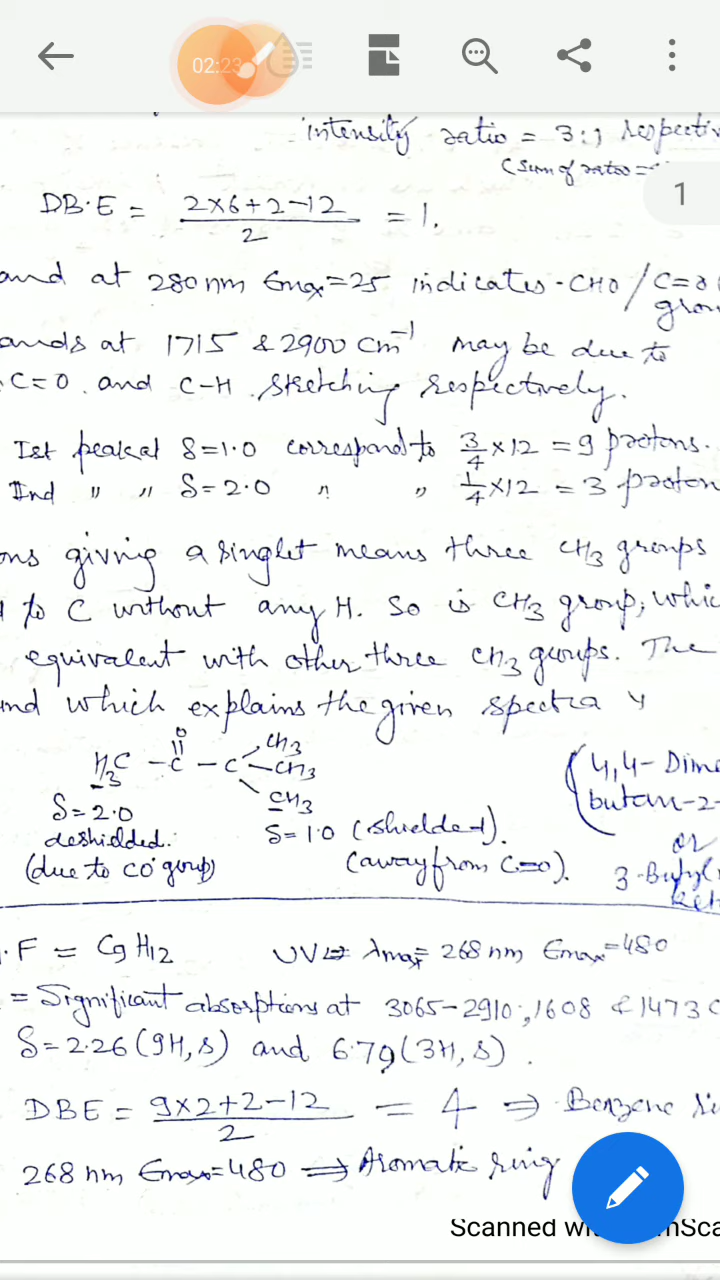 02:23
intensity ratio = 3:1 respectiv
(Sum of ratio =
1
DB.E = 2×6+2-12 / 2 = 1.
and at 280 nm Emax=25 indicates -CHO / C=O
grou
ands at 1715 & 2900 cm⁻¹ may be due to
C=O and C-H stretching respectively.
Ist peak at δ=1.0 correspond to 3/4 ×12 = 9 protons.
IInd " " δ=2.0 " " 1/4 ×12 = 3 proton
ons giving a singlet means three CH3 groups
to C without any H. So is CH3 group, whic
equivalent with other three CH3 groups. The
und which explains the given spectra
O CH3
H3C - C - C - CH3
CH3
δ=2.0
deshielded.
(due to CO group)
δ=1.0 (shielded).
(away from C=O).
(4,4-Dime
butan-2-
or
3-Butyl
ket
.F = C9H12 UV ⇒ λmax= 268 nm Emax=480
= Significant absorptions at 3065-2910, 1608 & 1473 c
δ=2.26 (9H,s) and 6.79 (3H,s).
DBE = 9×2+2-12 / 2 = 4 ⇒ Benzene ri
268 nm Emax=480 ⇒ Aromatic ring
Scanned wi mSca